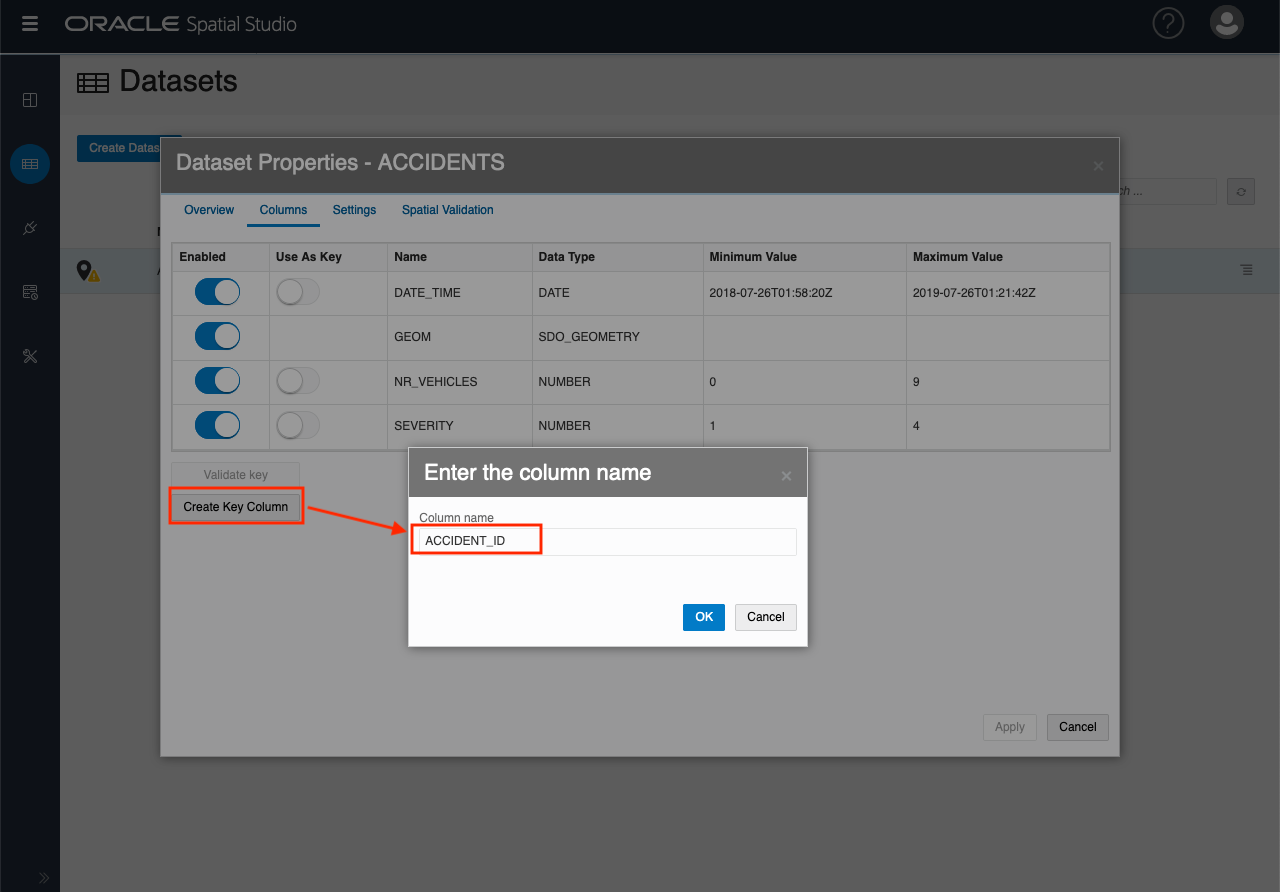 ORACLE Spatial Studio
?
Datasets
Create Datas
Dataset Properties - ACCIDENTS
×
ch ...
Overview Columns Settings Spatial Validation
Enabled Use As Key Name Data Type Minimum Value Maximum Value
DATE_TIME DATE 2018-07-26T01:58:20Z 2019-07-26T01:21:42Z
GEOM SDO_GEOMETRY
NR_VEHICLES NUMBER 0 9
SEVERITY NUMBER 1 4
Validate key
Create Key Column
Enter the column name
×
Column name
ACCIDENT_ID
OK Cancel
Apply Cancel